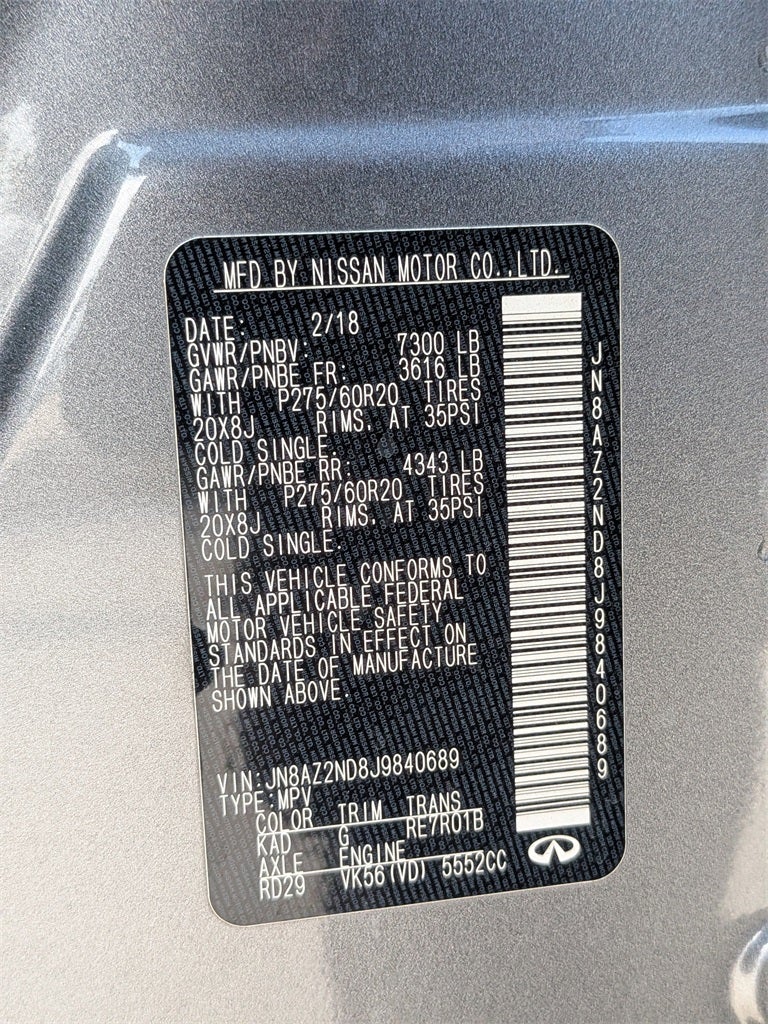 MFD BY NISSAN MOTOR CO.,LTD.
DATE: 2/18
GVWR/PNBV: 7300 LB
GAWR/PNBE FR: 3616 LB
WITH P275/60R20 TIRES
20X8J RIMS. AT 35PSI
COLD SINGLE.
GAWR/PNBE RR: 4343 LB
WITH P275/60R20 TIRES
20X8J RIMS. AT 35PSI
COLD SINGLE.
THIS VEHICLE CONFORMS TO
ALL APPLICABLE FEDERAL
MOTOR VEHICLE SAFETY
STANDARDS IN EFFECT ON
THE DATE OF MANUFACTURE
SHOWN ABOVE.
VIN:JN8AZ2ND8J9840689
TYPE:MPV
COLOR TRIM TRANS
KAD G RE7R01B
AXLE ENGINE
RD29 VK56(VD) 5552CC
JN8AZ2ND8J9840689